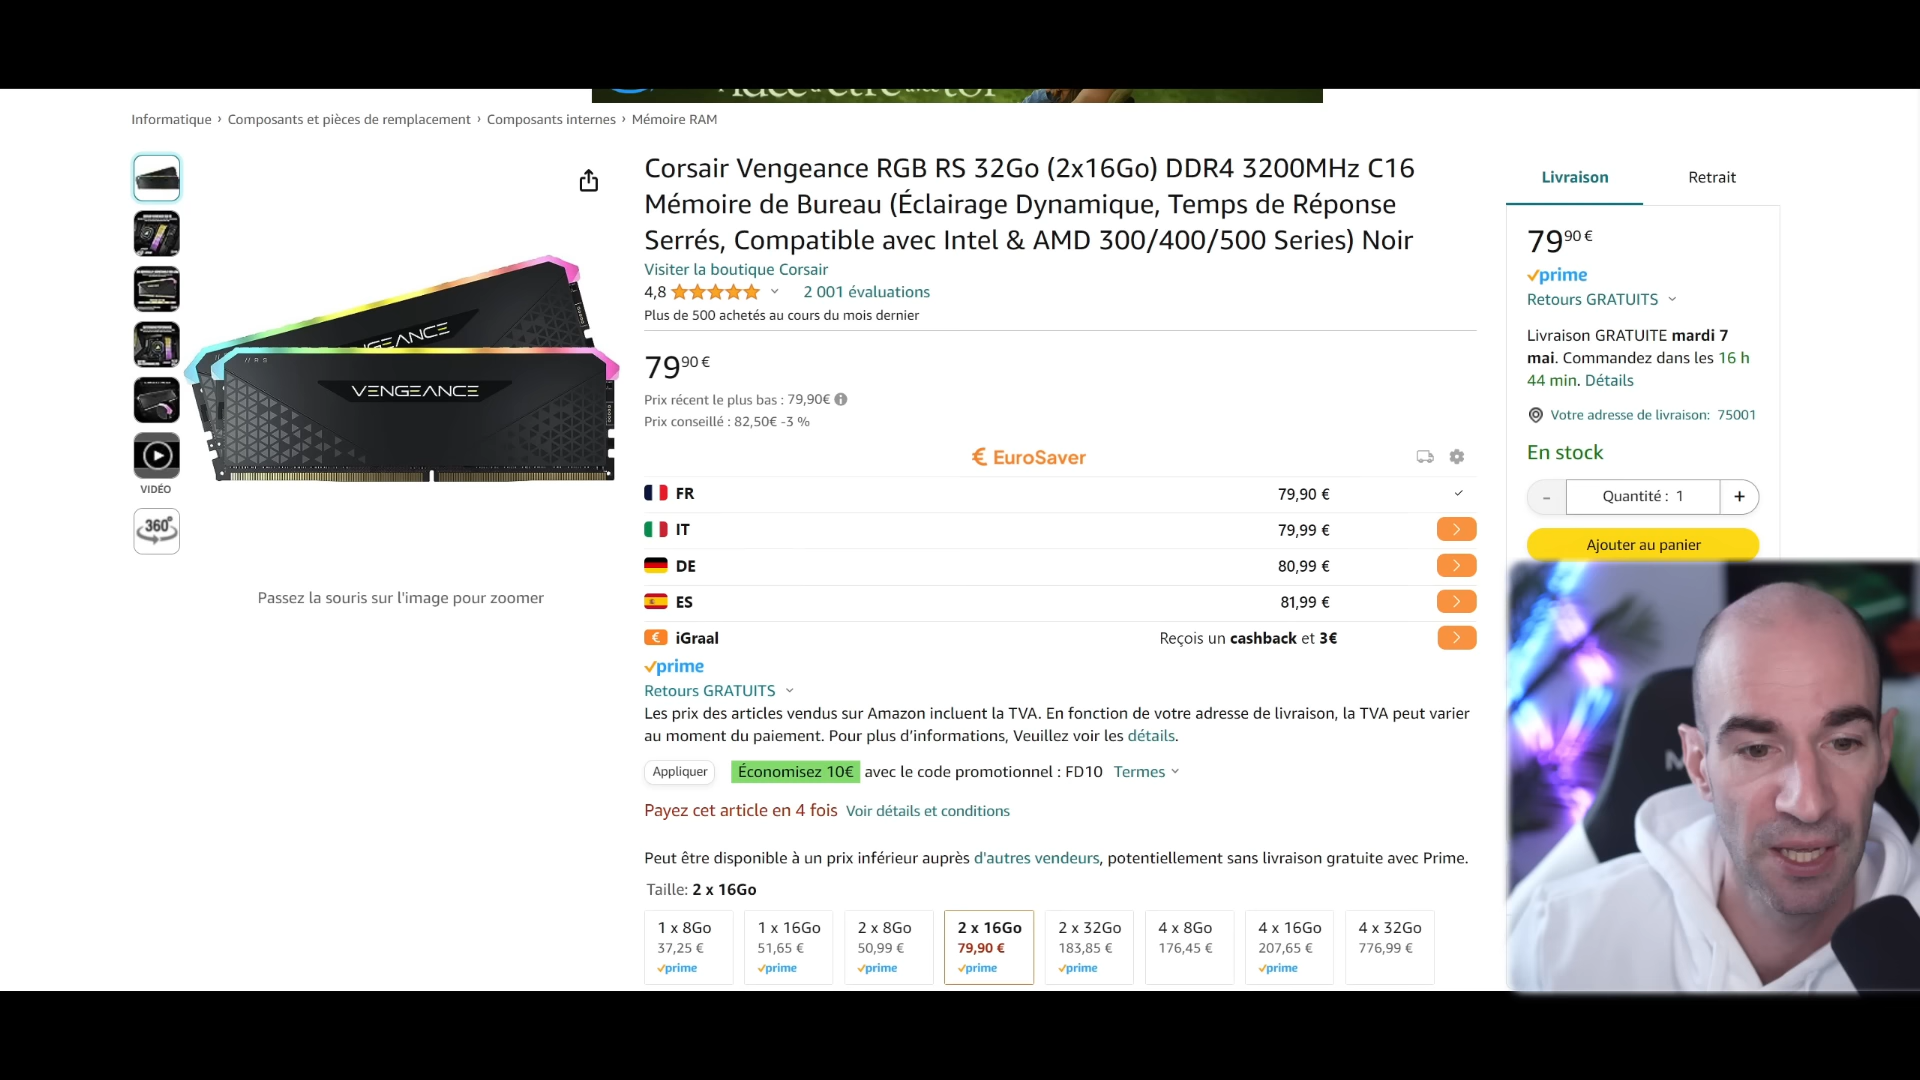 Informatique › Composants et pièces de remplacement › Composants internes › Mémoire RAM
VENGEANCE
VIDÉO
360°
Passez la souris sur l'image pour zoomer
Corsair Vengeance RGB RS 32Go (2x16Go) DDR4 3200MHz C16
Mémoire de Bureau (Éclairage Dynamique, Temps de Réponse
Serrés, Compatible avec Intel & AMD 300/400/500 Series) Noir
Visiter la boutique Corsair
4,8 2 001 évaluations
Plus de 500 achetés au cours du mois dernier
79 90 €
Prix récent le plus bas : 79,90€
Prix conseillé : 82,50€ -3 %
€ EuroSaver
FR 79,90 €
IT 79,99 €
DE 80,99 €
ES 81,99 €
€ iGraal Reçois un cashback et 3€
prime
Retours GRATUITS
Les prix des articles vendus sur Amazon incluent la TVA. En fonction de votre adresse de livraison, la TVA peut varier
au moment du paiement. Pour plus d’informations, Veuillez voir les détails.
Appliquer Économisez 10€ avec le code promotionnel : FD10 Termes
Payez cet article en 4 fois Voir détails et conditions
Peut être disponible à un prix inférieur auprès d'autres vendeurs, potentiellement sans livraison gratuite avec Prime.
Taille: 2 x 16Go
1 x 8Go 1 x 16Go 2 x 8Go 2 x 16Go 2 x 32Go 4 x 8Go 4 x 16Go 4 x 32Go
37,25 € 51,65 € 50,99 € 79,90 € 183,85 € 176,45 € 207,65 € 776,99 €
prime prime prime prime prime prime
Livraison Retrait
79 90 €
prime
Retours GRATUITS
Livraison GRATUITE mardi 7
mai. Commandez dans les 16 h
44 min. Détails
Votre adresse de livraison: 75001
En stock
- Quantité : 1 +
Ajouter au panier